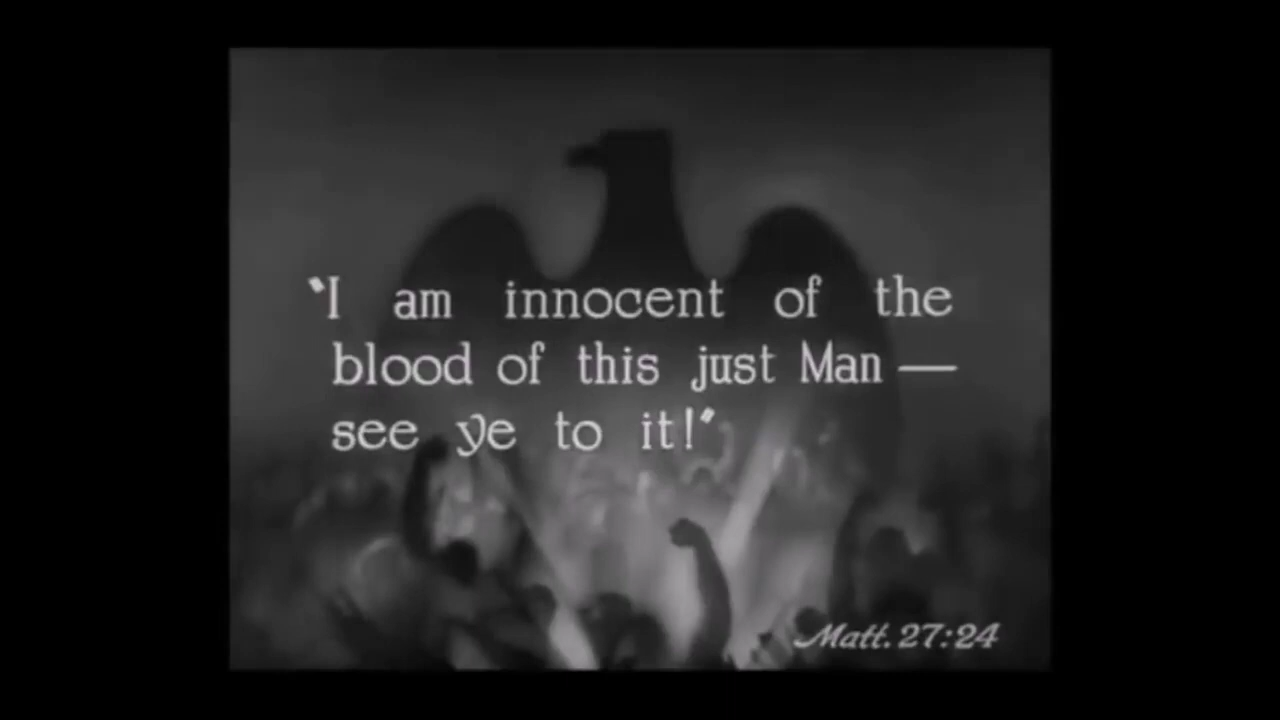 "I am innocent of the
blood of this just Man —
see ye to it!"
Matt. 27:24